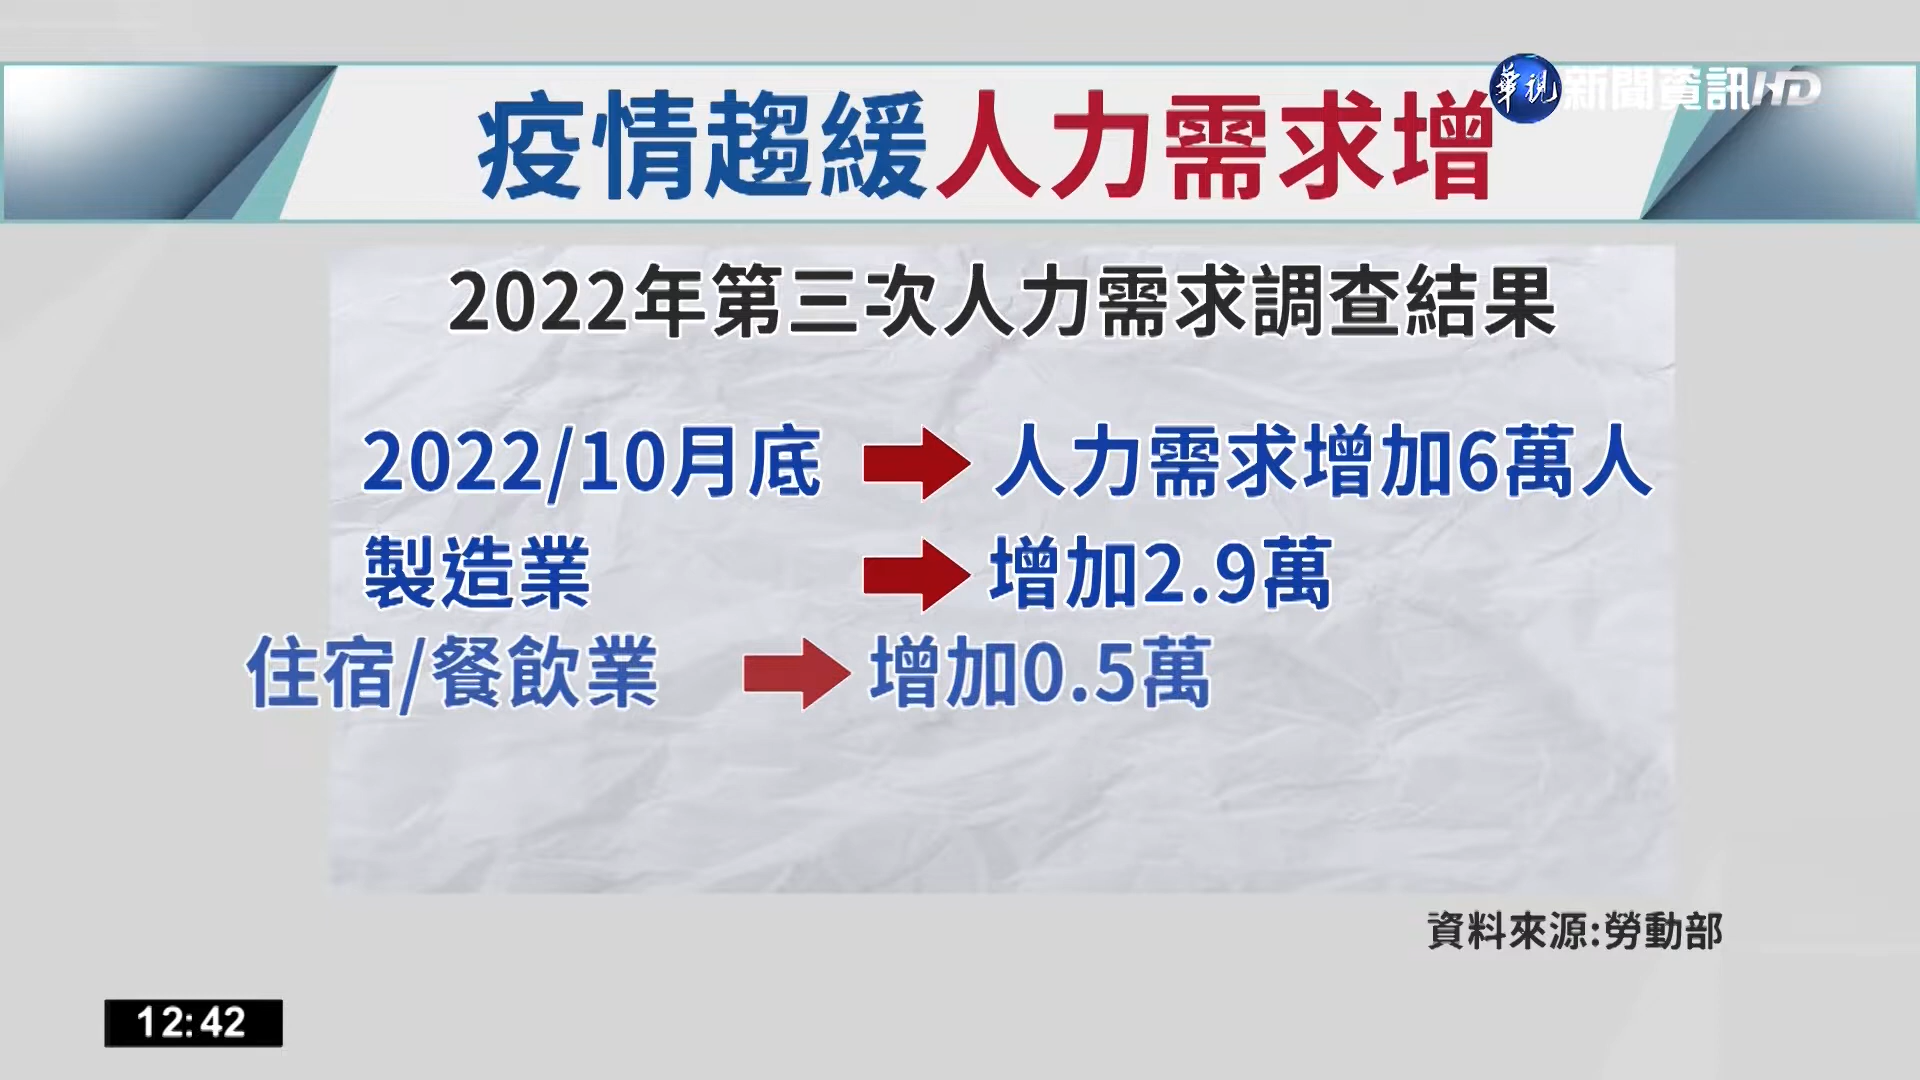 華視新聞資訊HD
疫情趨緩人力需求增
2022年第三次人力需求調查結果
2022/10月底 人力需求增加6萬人
製造業 增加2.9萬
住宿/餐飲業 增加0.5萬
資料來源:勞動部
12:42